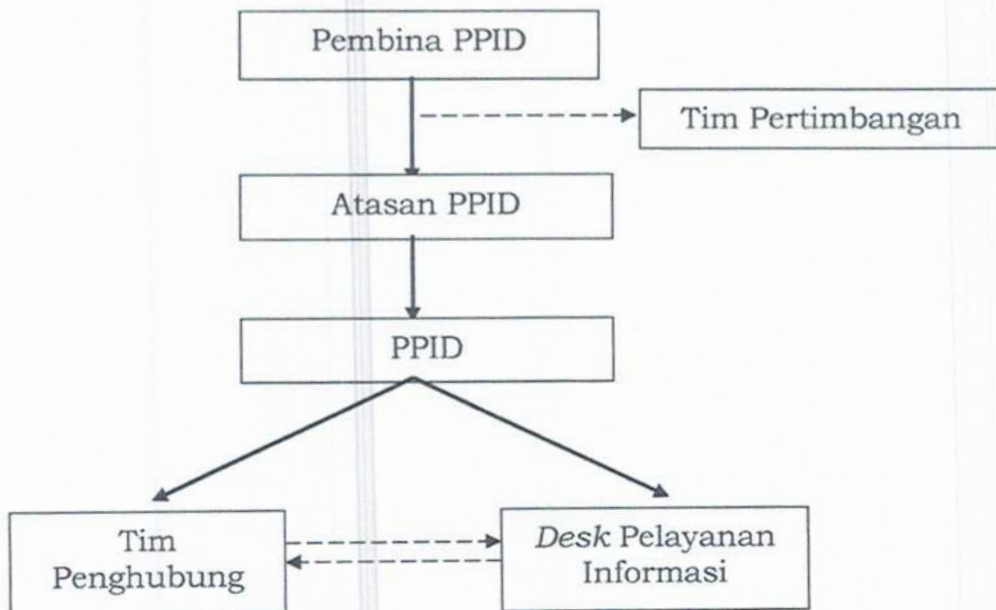 Pembina PPID
Tim Pertimbangan
Atasan PPID
PPID
Tim
Penghubung
Desk Pelayanan
Informasi